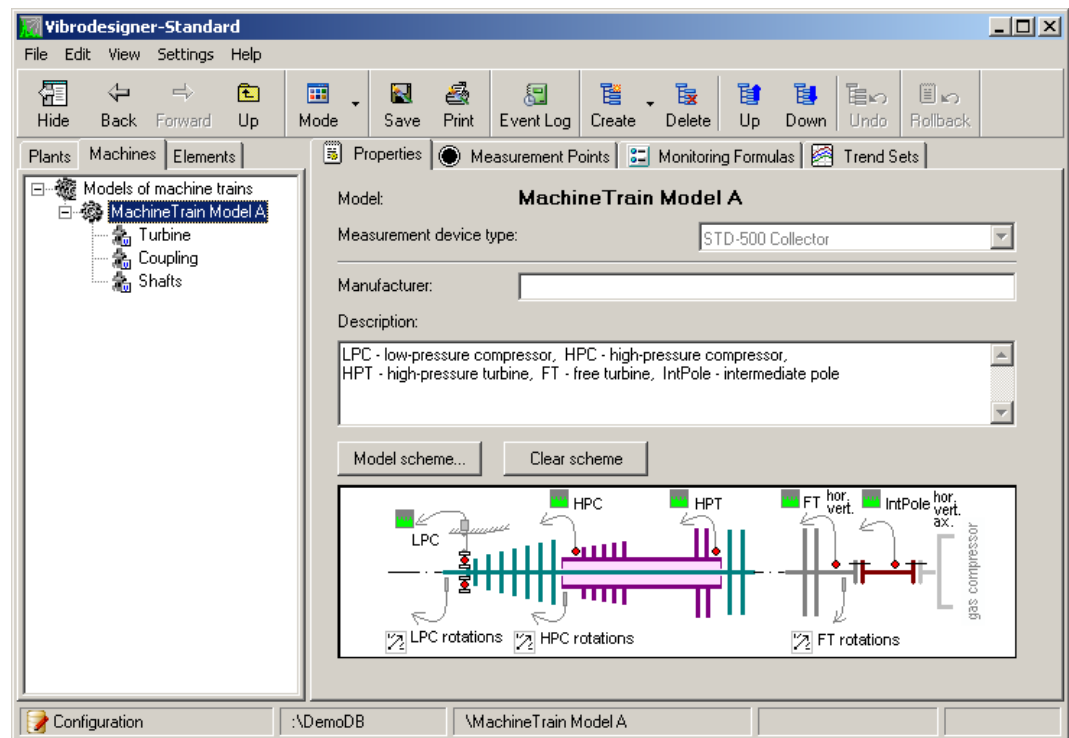 Vibrodesigner-Standard
File Edit View Settings Help
Hide Back Forward Up Mode Save Print Event Log Create Delete Up Down Undo Rollback
Plants Machines Elements
Properties Measurement Points Monitoring Formulas Trend Sets
Models of machine trains
MachineTrain Model A
Turbine
Coupling
Shafts
Model: MachineTrain Model A
Measurement device type: STD-500 Collector
Manufacturer:
Description:
LPC - low-pressure compressor, HPC - high-pressure compressor,
HPT - high-pressure turbine, FT - free turbine, IntPole - intermediate pole
Model scheme... Clear scheme
LPC
HPC
HPT
FT hor. vert.
IntPole hor. vert. ax.
gas compressor
LPC rotations
HPC rotations
FT rotations
Configuration :\DemoDB \MachineTrain Model A